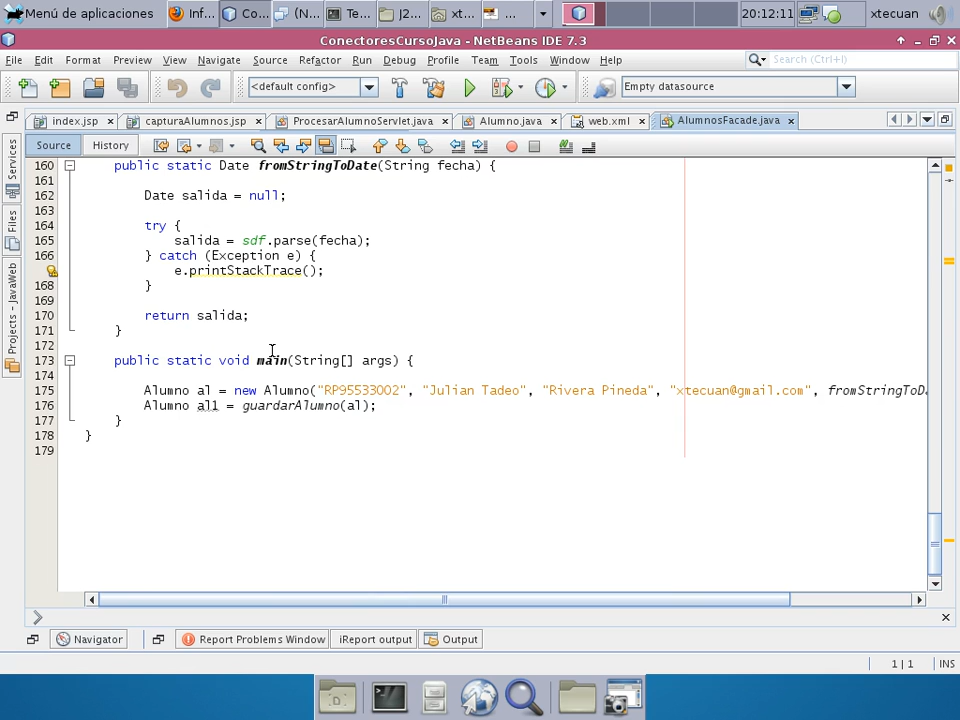 Menú de aplicaciones Inf... Co... (N... Te... J2... xt... ... 20:12:11 xtecuan
ConectoresCursoJava - NetBeans IDE 7.3
File Edit Format Preview View Navigate Source Refactor Run Debug Profile Team Tools Window Help Search (Ctrl+I)
<default config> Empty datasource
index.jsp capturaAlumnos.jsp ProcesarAlumnoServlet.java Alumno.java web.xml AlumnosFacade.java
Source History
Services
Files
Projects - JavaWeb
160 public static Date fromStringToDate(String fecha) {
161
162 Date salida = null;
163
164 try {
165 salida = sdf.parse(fecha);
166 } catch (Exception e) {
e.printStackTrace();
168 }
169
170 return salida;
171 }
172
173 public static void main(String[] args) {
174
175 Alumno al = new Alumno("RP95533002", "Julian Tadeo", "Rivera Pineda", "xtecuan@gmail.com", fromStringToDa
176 Alumno al1 = guardarAlumno(al);
177 }
178 }
179
Navigator Report Problems Window iReport output Output
1|1 INS